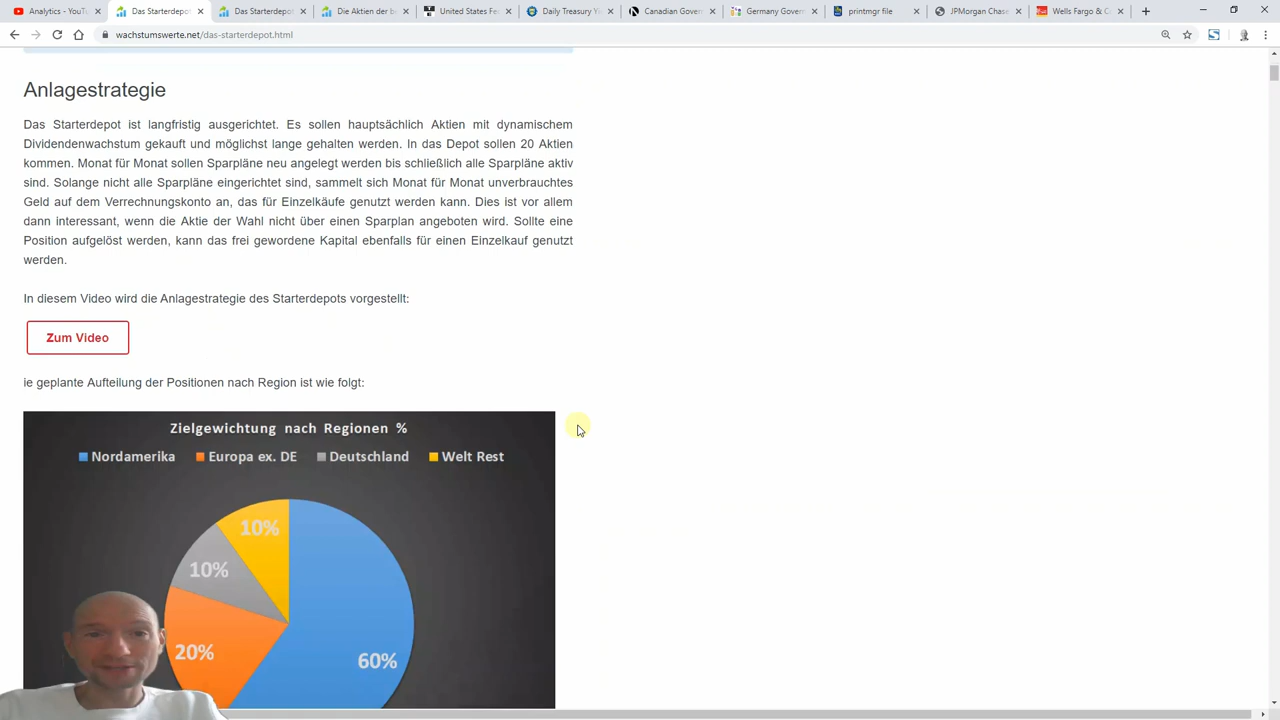 Analytics - YouTu
Das Starterdepot
Das Starterdepot
Die Aktien der b
United States Fe
Daily Treasury Yi
Canadian Govern
Germany Govern
printmgr file
JPMorgan Chase
Wells Fargo & C
wachstumswerte.net/das-starterdepot.html
Anlagestrategie
Das Starterdepot ist langfristig ausgerichtet. Es sollen hauptsächlich Aktien mit dynamischem
Dividendenwachstum gekauft und möglichst lange gehalten werden. In das Depot sollen 20 Aktien
kommen. Monat für Monat sollen Sparpläne neu angelegt werden bis schließlich alle Sparpläne aktiv
sind. Solange nicht alle Sparpläne eingerichtet sind, sammelt sich Monat für Monat unverbrauchtes
Geld auf dem Verrechnungskonto an, das für Einzelkäufe genutzt werden kann. Dies ist vor allem
dann interessant, wenn die Aktie der Wahl nicht über einen Sparplan angeboten wird. Sollte eine
Position aufgelöst werden, kann das frei gewordene Kapital ebenfalls für einen Einzelkauf genutzt
werden.
In diesem Video wird die Anlagestrategie des Starterdepots vorgestellt:
Zum Video
ie geplante Aufteilung der Positionen nach Region ist wie folgt:
Zielgewichtung nach Regionen %
Nordamerika
Europa ex. DE
Deutschland
Welt Rest
10%
10%
20%
60%